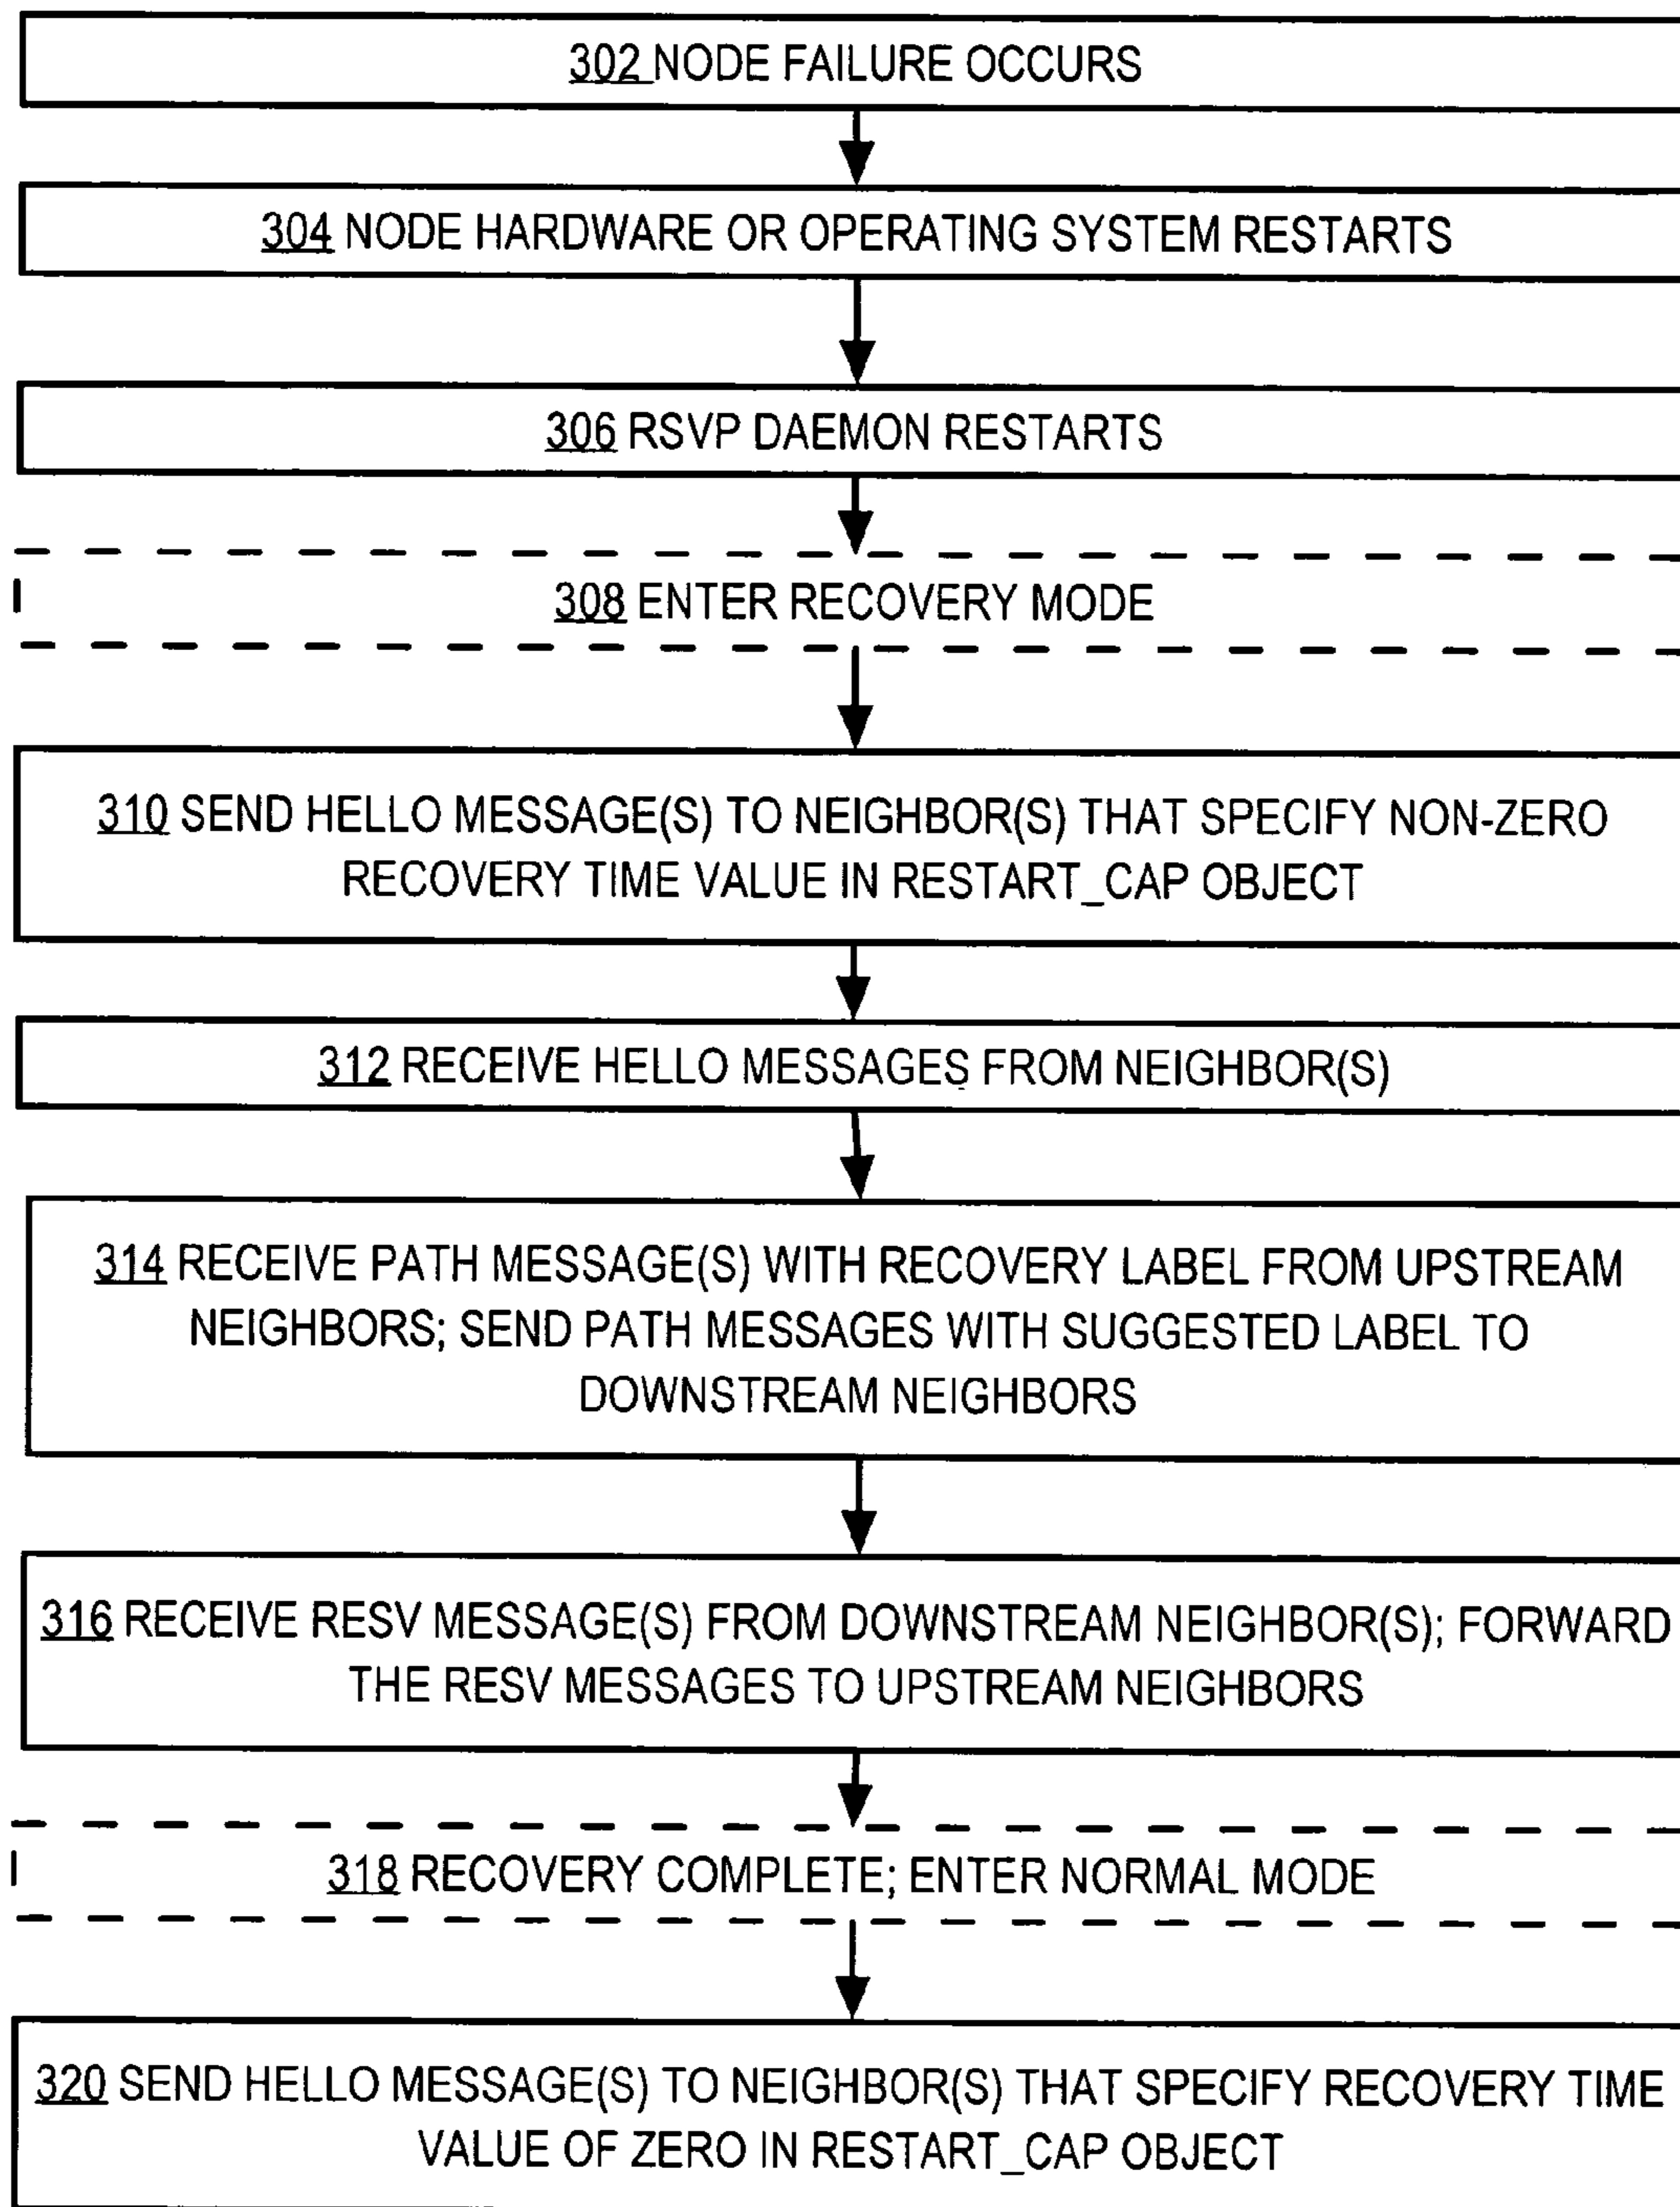 302 NODE FAILURE OCCURS
304 NODE HARDWARE OR OPERATING SYSTEM RESTARTS
306 RSVP DAEMON RESTARTS
308 ENTER RECOVERY MODE
310 SEND HELLO MESSAGE(S) TO NEIGHBOR(S) THAT SPECIFY NON-ZERO
RECOVERY TIME VALUE IN RESTART_CAP OBJECT
312 RECEIVE HELLO MESSAGES FROM NEIGHBOR(S)
314 RECEIVE PATH MESSAGE(S) WITH RECOVERY LABEL FROM UPSTREAM
NEIGHBORS; SEND PATH MESSAGES WITH SUGGESTED LABEL TO
DOWNSTREAM NEIGHBORS
316 RECEIVE RESV MESSAGE(S) FROM DOWNSTREAM NEIGHBOR(S); FORWARD
THE RESV MESSAGES TO UPSTREAM NEIGHBORS
318 RECOVERY COMPLETE; ENTER NORMAL MODE
320 SEND HELLO MESSAGE(S) TO NEIGHBOR(S) THAT SPECIFY RECOVERY TIME
VALUE OF ZERO IN RESTART_CAP OBJECT